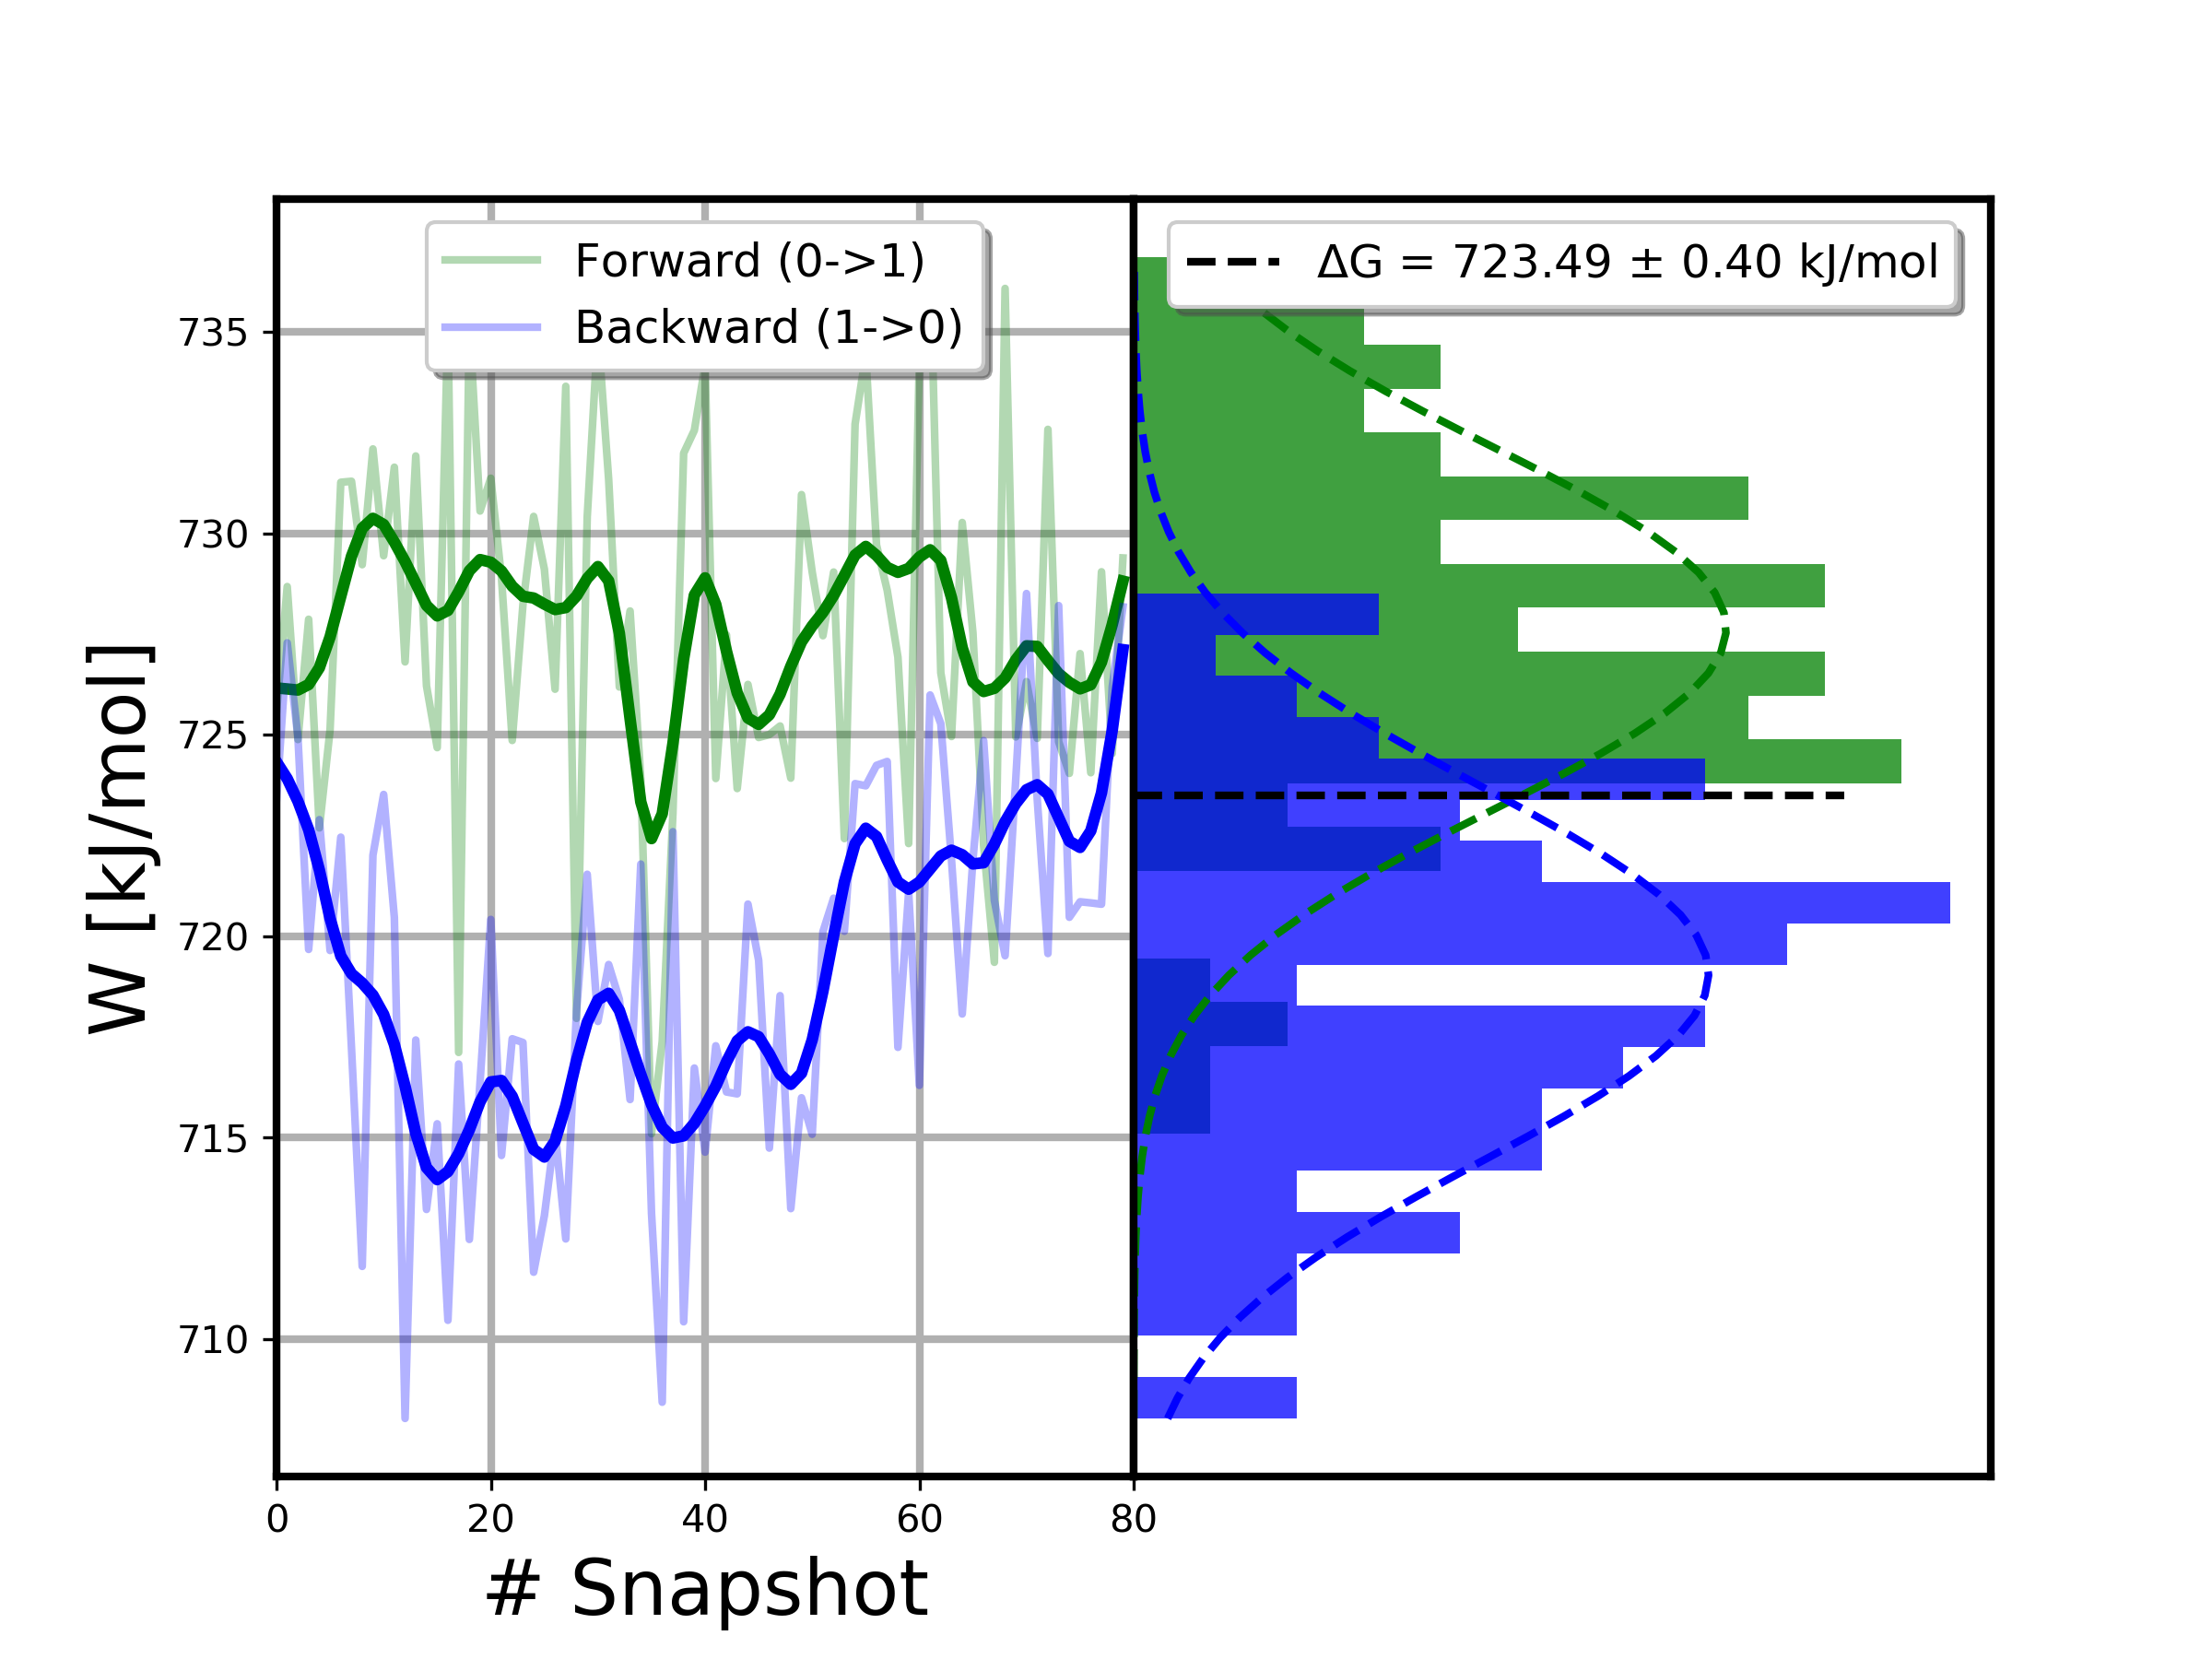 Forward (0->1)
Backward (1->0)
ΔG = 723.49 ± 0.40 kJ/mol
735
730
725
720
715
710
W [kJ/mol]
0 20 40 60 80
# Snapshot